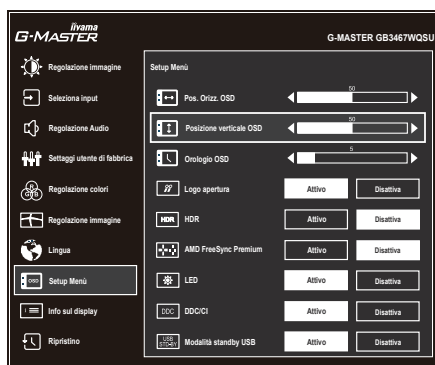 iiyama
G-MASTER
G-MASTER GB3467WQSU
Regolazione immagine
Seleziona input
Regolazione Audio
Settaggi utente di fabbrica
R G B
Regolazione colori
Regolazione immagine
Lingua
OSD Setup Menù
Info sul display
Ripristino
Setup Menù
Pos. Orizz. OSD 50
Posizione verticale OSD 50
Orologio OSD 5
Logo apertura Attivo Disattiva
HDR HDR Attivo Disattiva
AMD FreeSync Premium Attivo Disattiva
LED Attivo Disattiva
DDC DDC/CI Attivo Disattiva
USB STD-BY Modalità standby USB Attivo Disattiva